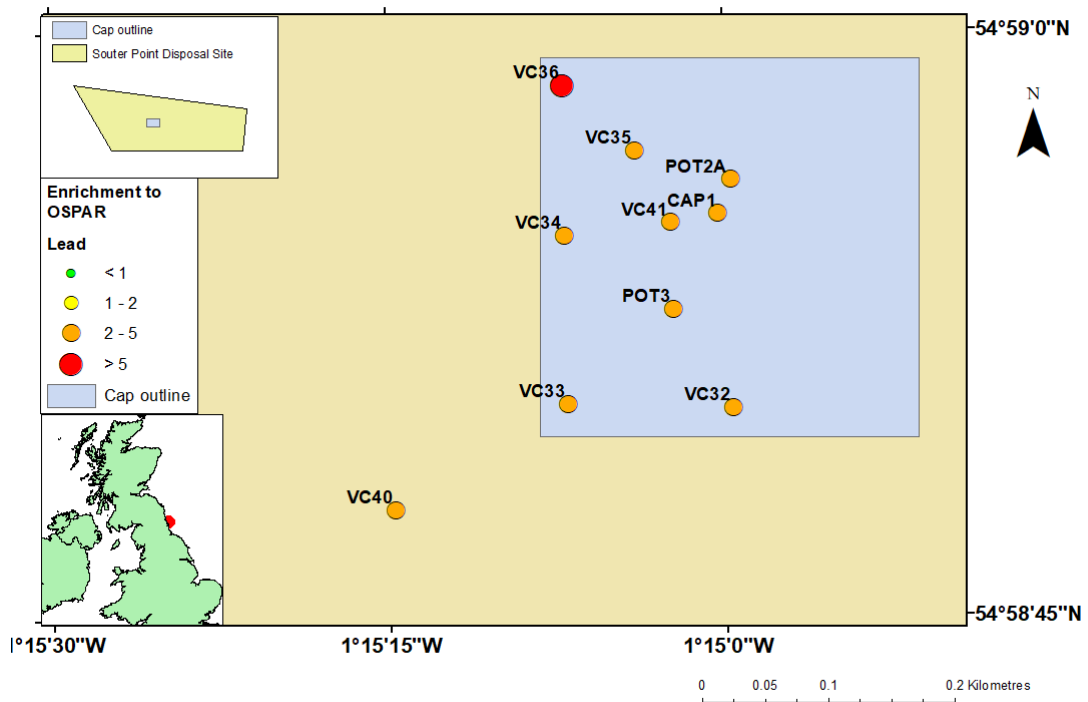 Cap outline
Souter Point Disposal Site
Enrichment to
OSPAR
Lead
< 1
1 - 2
2 - 5
> 5
Cap outline
VC36
VC35
POT2A
CAP1
VC41
VC34
POT3
VC33
VC32
VC40
54°59'0"N
N
54°58'45"N
1°15'30"W
1°15'15"W
1°15'0"W
0 0.05 0.1 0.2 Kilometres